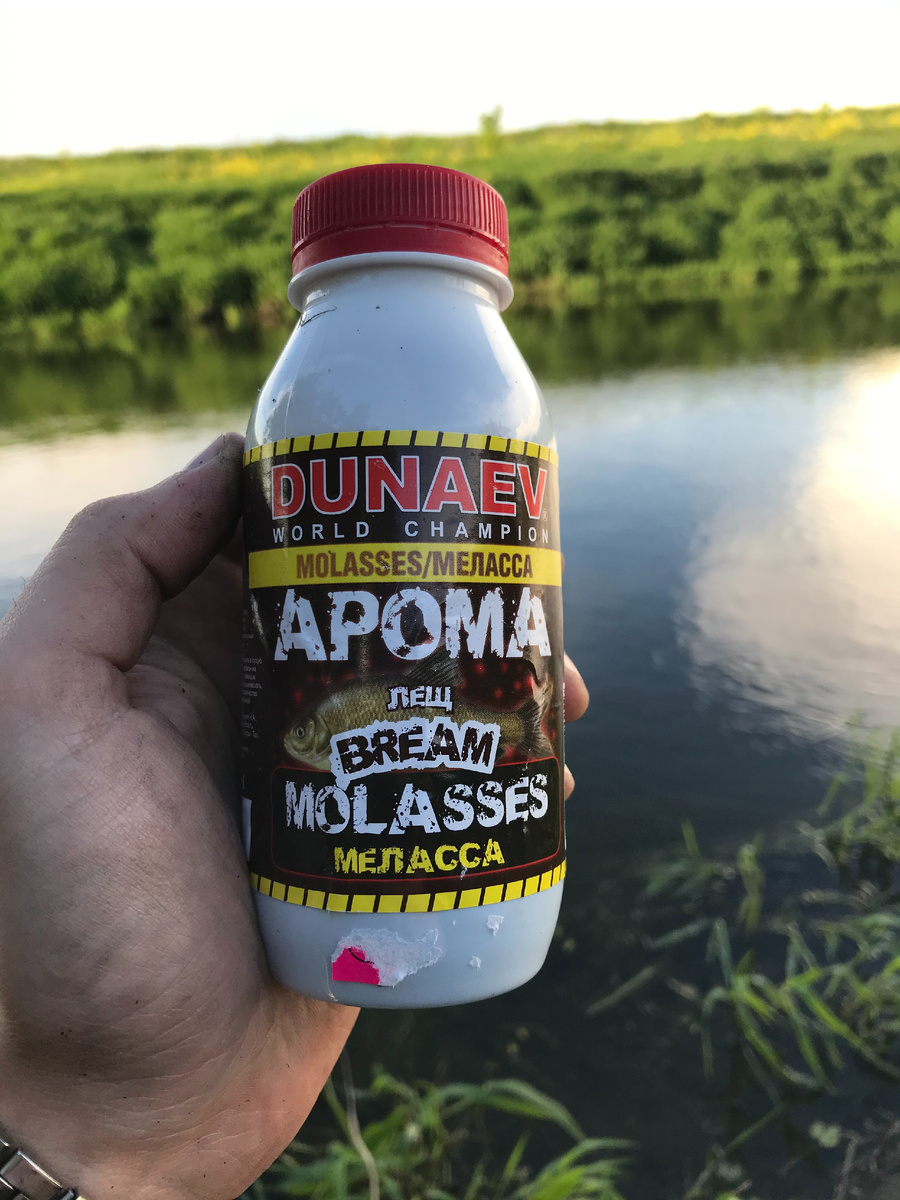 DUNAEV
WORLD CHAMPION
MOLASSES/МЕЛАССА
АРОМА
ЛЕЩ
BREAM
MOLASSES
МЕЛАССА